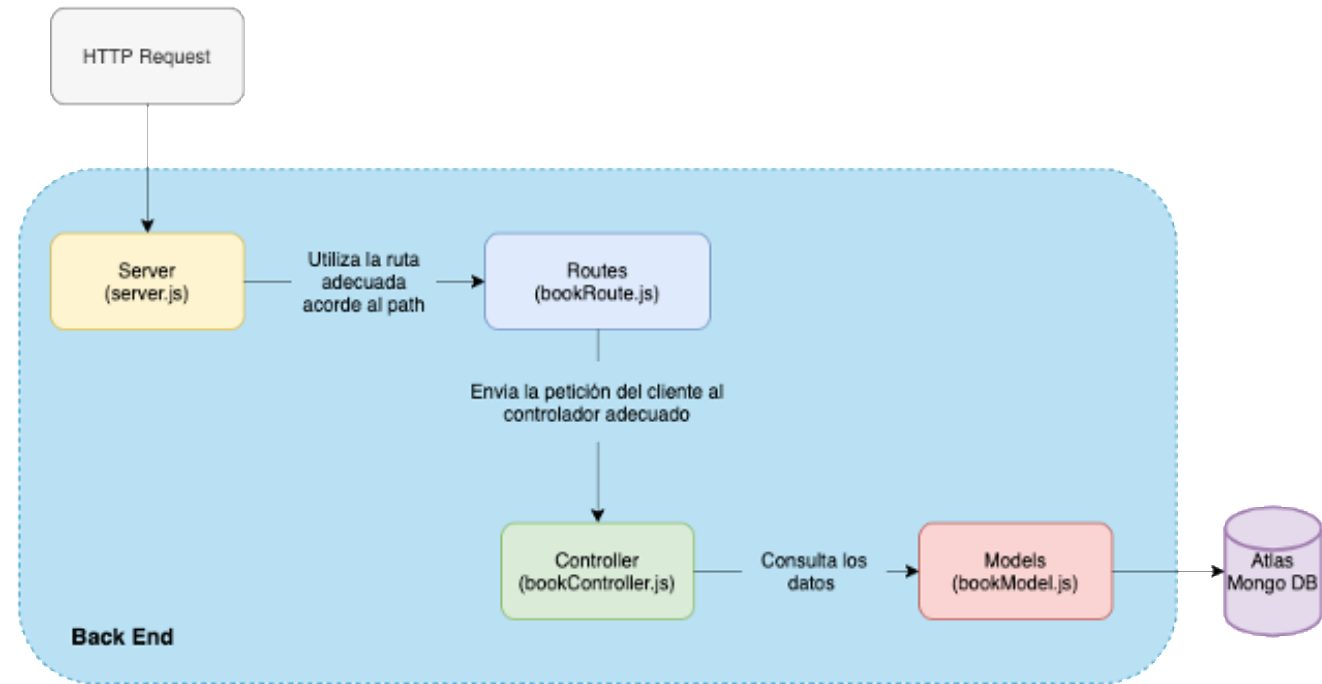 HTTP Request
Server
(server.js)
Utiliza la ruta
adecuada
acorde al path
Routes
(bookRoute.js)
Envía la petición del cliente al
controlador adecuado
Controller
(bookController.js)
Consulta los
datos
Models
(bookModel.js)
Atlas
Mongo DB
Back End